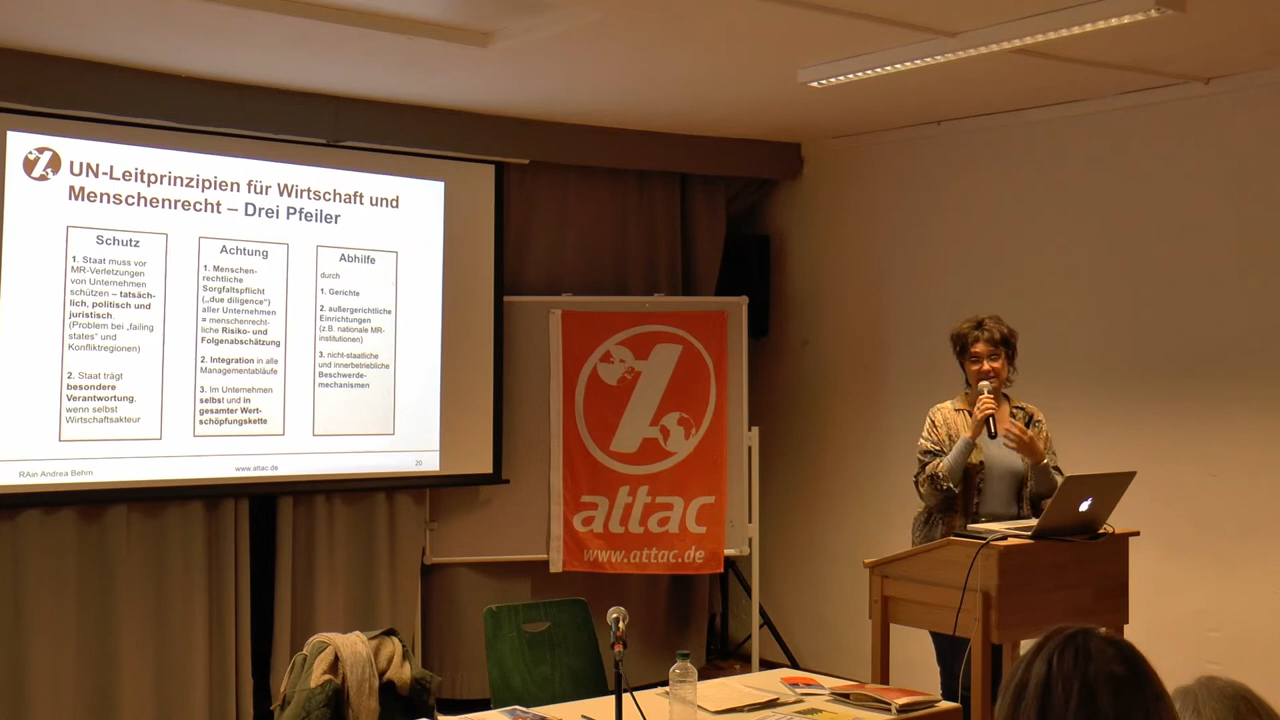 UN-Leitprinzipien für Wirtschaft und
Menschenrecht – Drei Pfeiler
Schutz
1. Staat muss vor
MR-Verletzungen
von Unternehmen
schützen – tatsäch-
lich, politisch und
juristisch.
(Problem bei „failing
states“ und
Konfliktregionen)
2. Staat trägt
besondere
Verantwortung,
wenn selbst
Wirtschaftsakteur
Achtung
1. Menschen-
rechtliche
Sorgfaltspflicht
(„due diligence“)
aller Unternehmen
= menschenrecht-
liche Risiko- und
Folgenabschätzung
2. Integration in alle
Managementabläufe
3. Im Unternehmen
selbst und in
gesamter Wert-
schöpfungskette
Abhilfe
durch
1. Gerichte
2. außergerichtliche
Einrichtungen
(z.B. nationale MR-
institutionen)
3. nicht-staatliche
und innerbetriebliche
Beschwerde-
mechanismen
RAin Andrea Behm
www.attac.de
20
attac
www.attac.de